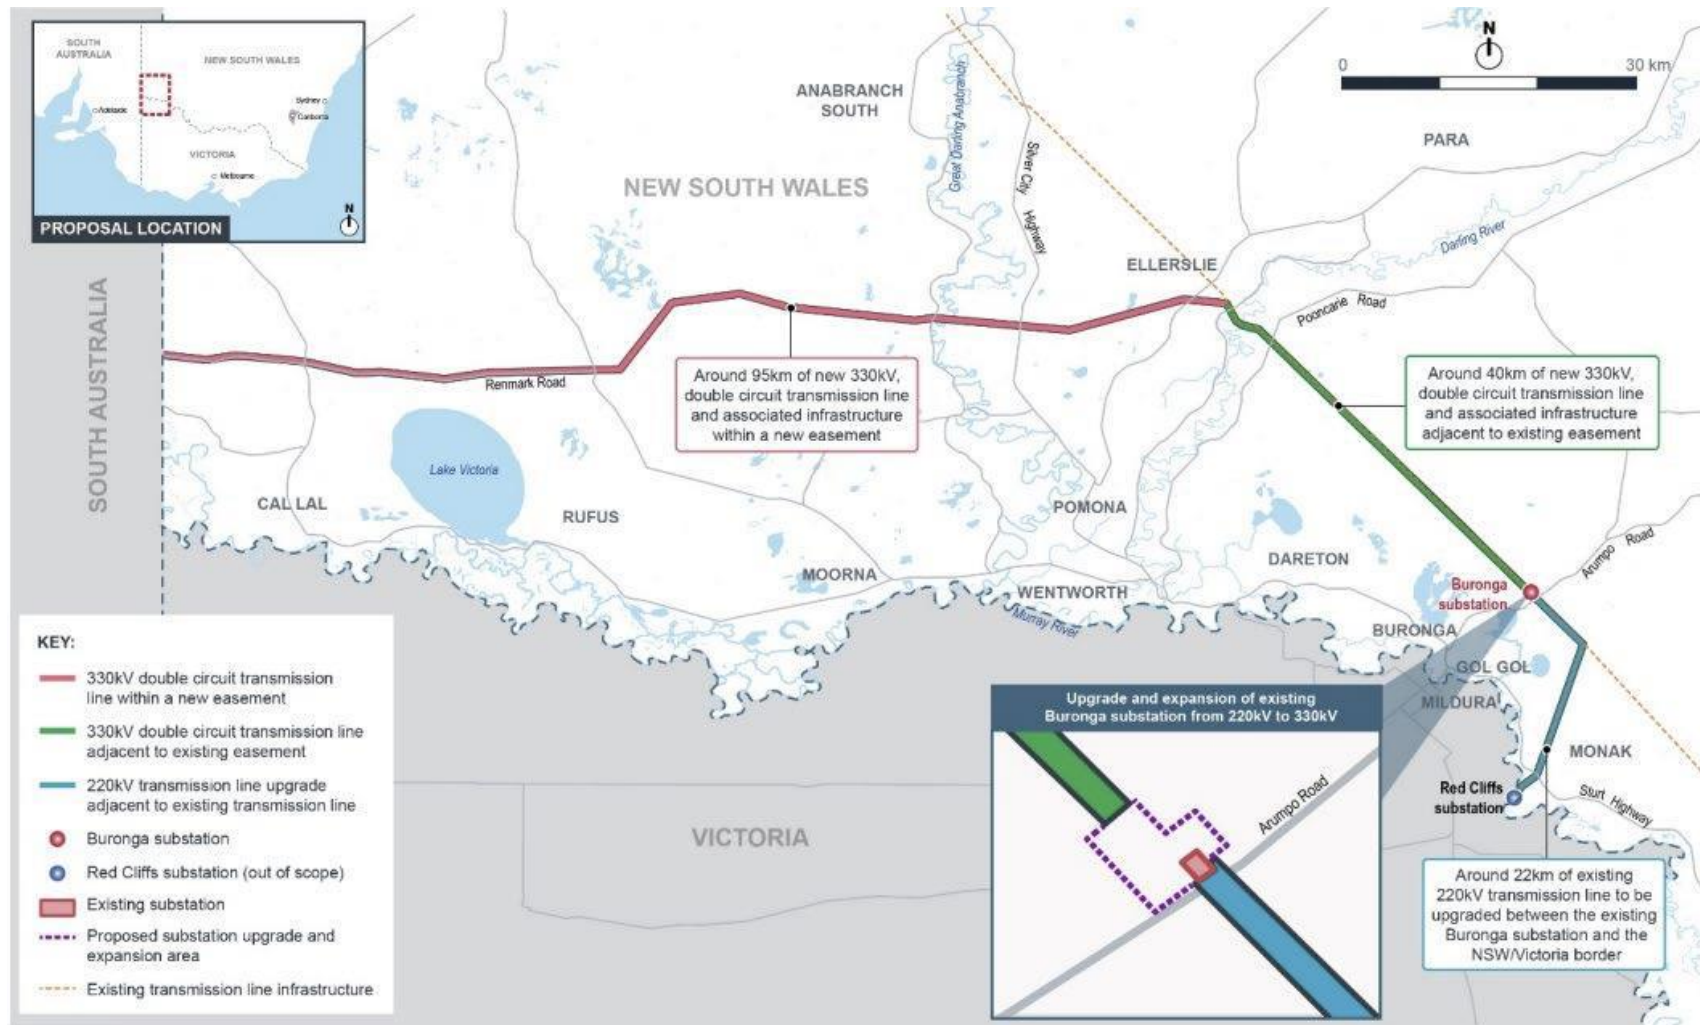 SOUTH
AUSTRALIA
NEW SOUTH WALES
Adelaide
Sydney
Canberra
VICTORIA
Melbourne
N
PROPOSAL LOCATION
N
0
30 km
ANABRANCH
SOUTH
Great Darling Anabranch
Silver City Highway
PARA
NEW SOUTH WALES
Darling River
ELLERSLIE
Pooncarie Road
SOUTH AUSTRALIA
Renmark Road
Around 95km of new 330kV,
double circuit transmission line
and associated infrastructure
within a new easement
Around 40km of new 330kV,
double circuit transmission line
and associated infrastructure
adjacent to existing easement
Lake Victoria
CAL LAL
RUFUS
POMONA
MOORNA
DARETON
WENTWORTH
Murray River
Arumpo Road
Buronga
substation
BURONGA
GOL GOL
MILDURA
MONAK
Red Cliffs
substation
Sturt Highway
VICTORIA
Upgrade and expansion of existing
Buronga substation from 220kV to 330kV
Arumpo Road
Around 22km of existing
220kV transmission line to be
upgraded between the existing
Buronga substation and the
NSW/Victoria border
KEY:
330kV double circuit transmission
line within a new easement
330kV double circuit transmission line
adjacent to existing easement
220kV transmission line upgrade
adjacent to existing transmission line
Buronga substation
Red Cliffs substation (out of scope)
Existing substation
Proposed substation upgrade and
expansion area
Existing transmission line infrastructure